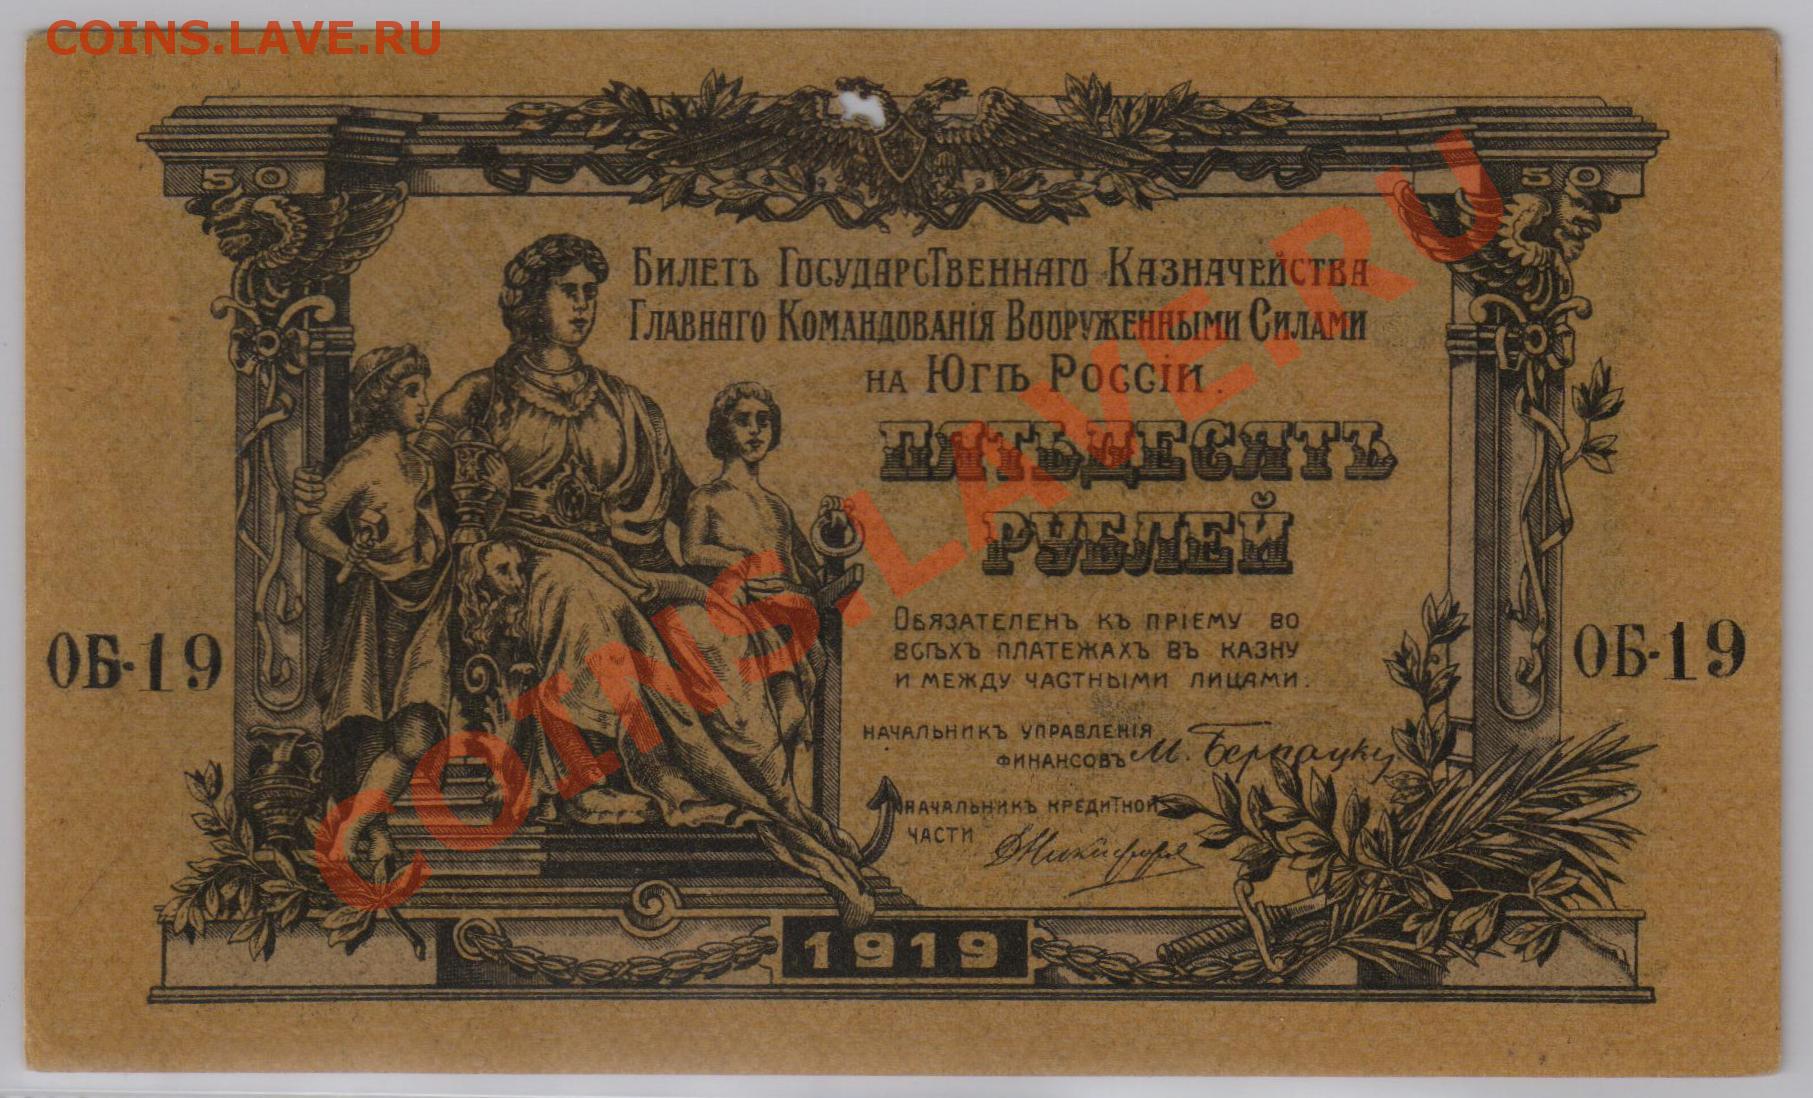 COINS.LAVE.RU
50 50
Билетъ Государственнаго Казначейства
Главнаго Командованія Вооруженными Силами
на Югѣ Россіи.
ПЯТЬДЕСЯТЪ
РУБЛЕЙ
Обязателенъ къ пріему во
всѣхъ платежахъ въ казну
и между частными лицами.
ОБ-19 ОБ-19
НАЧАЛЬНИКЪ УПРАВЛЕНІЯ
ФИНАНСОВЪ М. Бернацкій
НАЧАЛЬНИКЪ КРЕДИТНОЙ
ЧАСТИ
1919
COINS.LAVE.RU